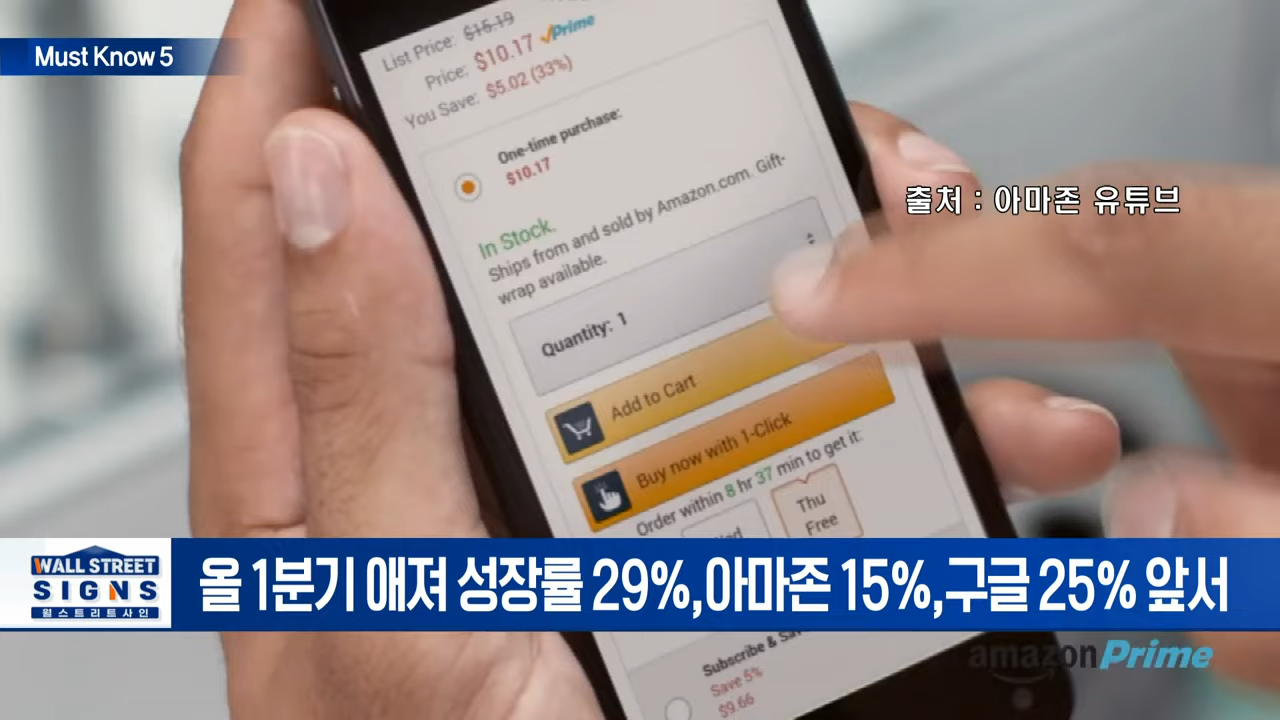 Must Know 5
List Price: $15.19
Price: $10.17 Prime
You Save: $5.02 (33%)
One-time purchase:
$10.17
In Stock.
Ships from and sold by Amazon.com. Gift-
wrap available.
출처 : 아마존 유튜브
Quantity: 1
Add to Cart
Buy now with 1-Click
Order within 8 hr 37 min to get it:
Thu
Free
WALL STREET
SIGNS
월스트리트사인
올 1분기 애져 성장률 29%,아마존 15%,구글 25% 앞서
Subscribe &
Save 5%
$9.66
amazonPrime